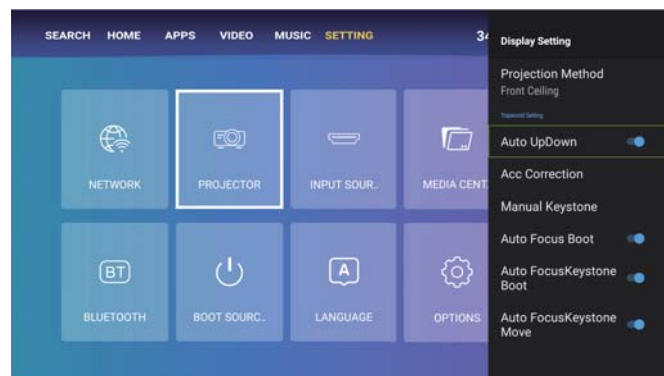 SEARCH HOME APPS VIDEO MUSIC SETTING 34
Display Setting
Projection Method
Front Ceilling
Trapezoid Setting
Auto UpDown
Acc Correction
Manual Keystone
Auto Focus Boot
Auto FocusKeystone
Boot
Auto FocusKeystone
Move
NETWORK PROJECTOR INPUT SOUR.. MEDIA CENT
BT A
BLUETOOTH BOOT SOURC.. LANGUAGE OPTIONS